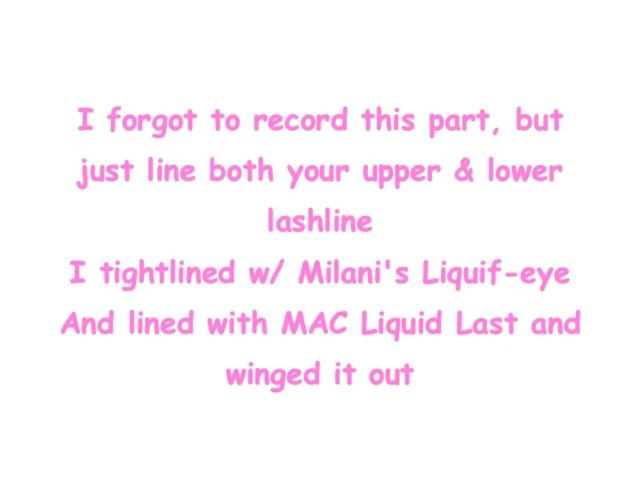 I forgot to record this part, but
just line both your upper & lower
lashline
I tightlined w/ Milani's Liquif-eye
And lined with MAC Liquid Last and
winged it out